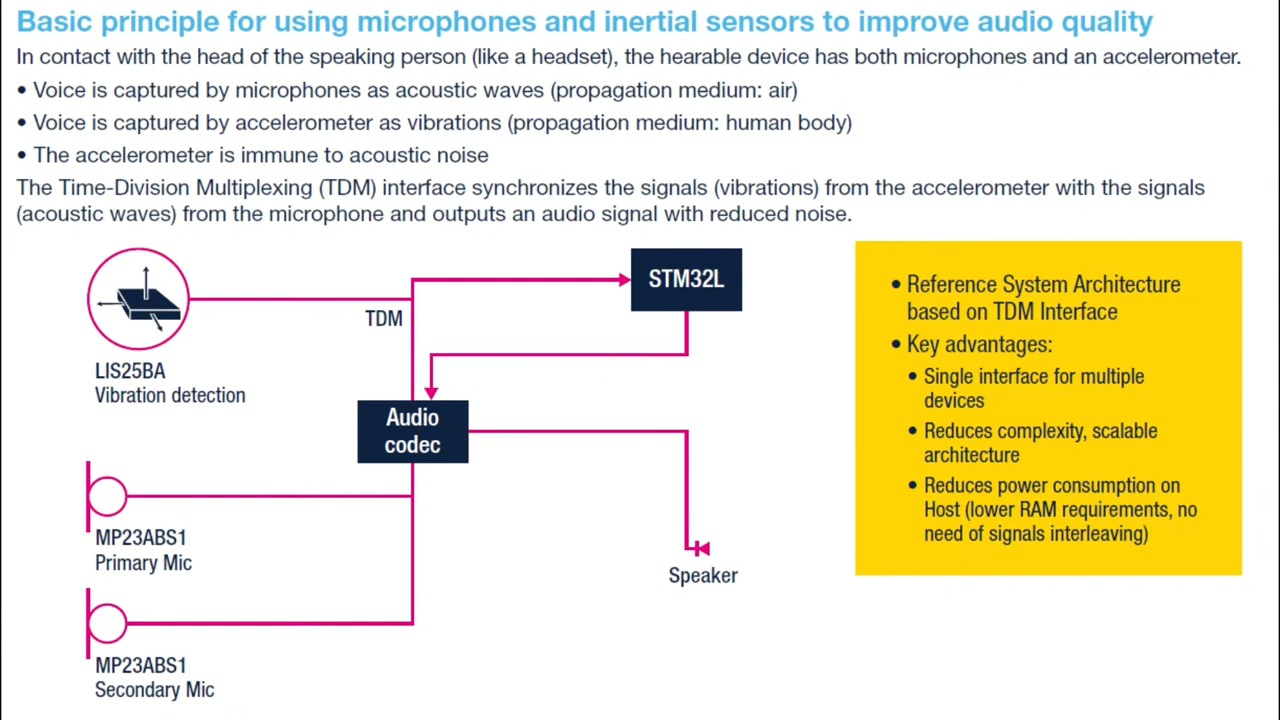 Basic principle for using microphones and inertial sensors to improve audio quality
In contact with the head of the speaking person (like a headset), the hearable device has both microphones and an accelerometer.
• Voice is captured by microphones as acoustic waves (propagation medium: air)
• Voice is captured by accelerometer as vibrations (propagation medium: human body)
• The accelerometer is immune to acoustic noise
The Time-Division Multiplexing (TDM) interface synchronizes the signals (vibrations) from the accelerometer with the signals
(acoustic waves) from the microphone and outputs an audio signal with reduced noise.
STM32L
TDM
LIS25BA
Vibration detection
Audio
codec
MP23ABS1
Primary Mic
Speaker
MP23ABS1
Secondary Mic
• Reference System Architecture
based on TDM Interface
• Key advantages:
• Single interface for multiple
devices
• Reduces complexity, scalable
architecture
• Reduces power consumption on
Host (lower RAM requirements, no
need of signals interleaving)